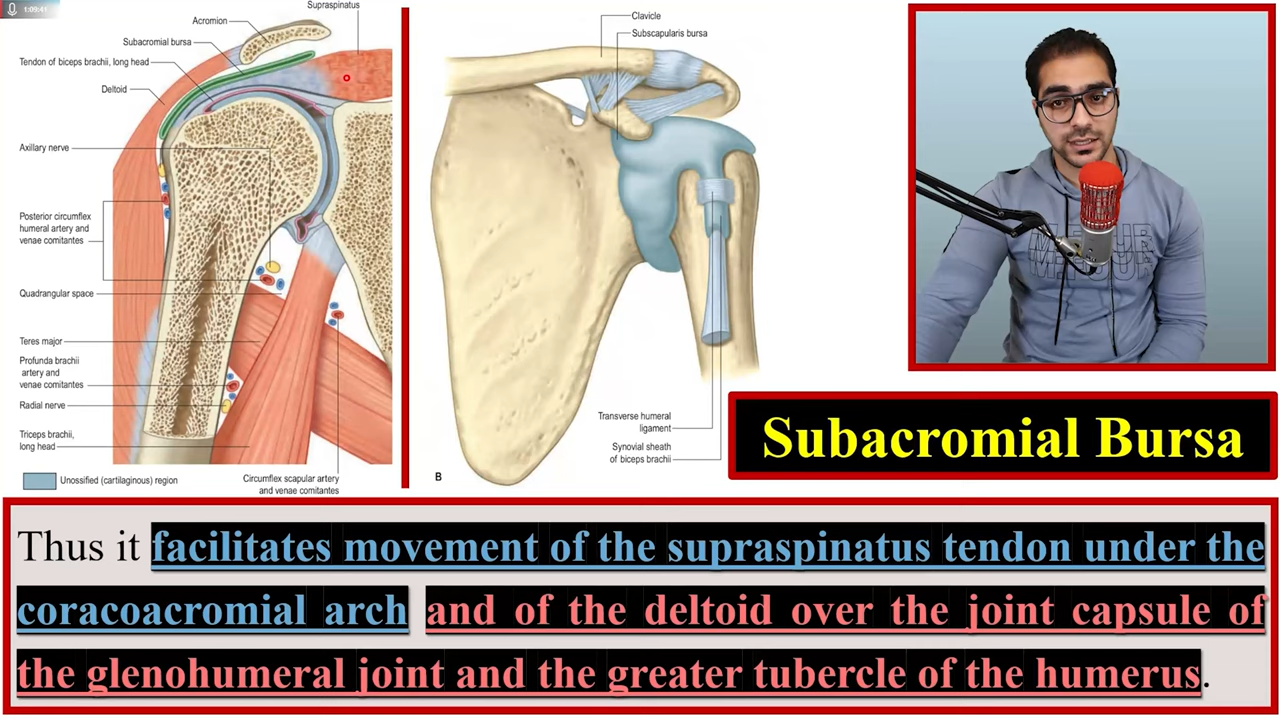 1:09:41
Supraspinatus
Acromion
Subacromial bursa
Tendon of biceps brachii, long head
Deltoid
Axillary nerve
Posterior circumflex
humeral artery and
venae comitantes
Quadrangular space
Teres major
Profunda brachii
artery and
venae comitantes
Radial nerve
Triceps brachii,
long head
Unossified (cartilaginous) region
Circumflex scapular artery
and venae comitantes
Clavicle
Subscapularis bursa
Transverse humeral
ligament
Synovial sheath
of biceps brachii
B
Subacromial Bursa
Thus it facilitates movement of the supraspinatus tendon under the
coracoacromial arch and of the deltoid over the joint capsule of
the glenohumeral joint and the greater tubercle of the humerus.